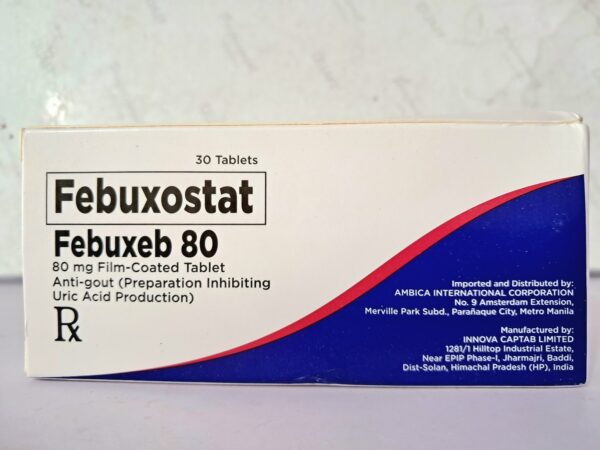 30 Tablets
Febuxostat
Febuxeb 80
80 mg Film-Coated Tablet
Anti-gout (Preparation Inhibiting
Uric Acid Production)
Rx
Imported and Distributed by:
AMBICA INTERNATIONAL CORPORATION
No. 9 Amsterdam Extension,
Merville Park Subd., Parañaque City, Metro Manila
Manufactured by:
INNOVA CAPTAB LIMITED
1281/1 Hilltop Industrial Estate,
Near EPIP Phase-I, Jharmajri, Baddi,
Dist-Solan, Himachal Pradesh (HP), India